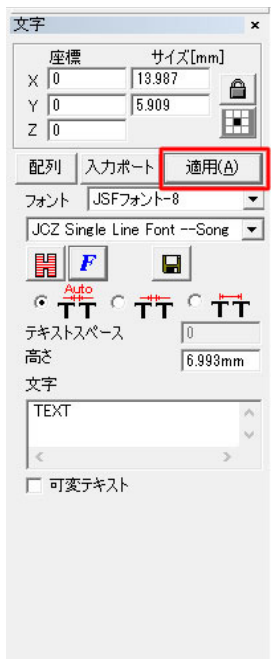 文字 ×
座標 サイズ[mm]
X 0 13.987
Y 0 5.909
Z 0
配列 入力ポート 適用(A)
フォント JSFフォント-8
JCZ Single Line Font --Song
H F
Auto
TT TT TT
テキストスペース 0
高さ 6.993mm
文字
TEXT
可変テキスト